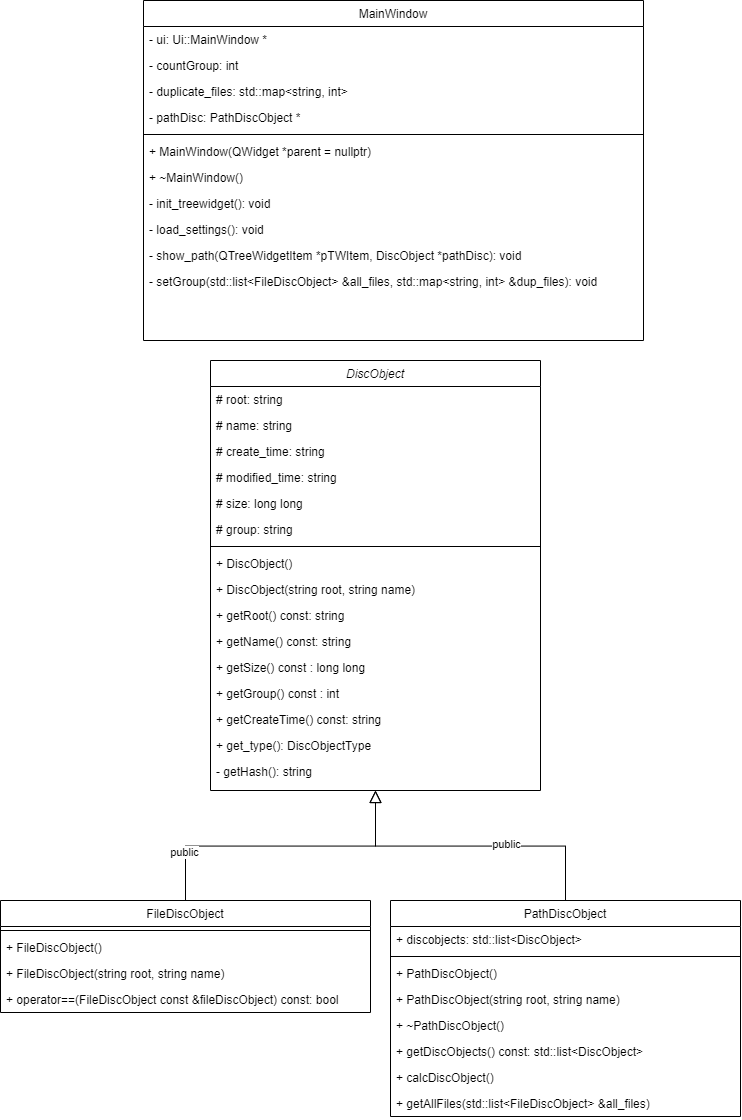 MainWindow
- ui: Ui::MainWindow *
- countGroup: int
- duplicate_files: std::map<string, int>
- pathDisc: PathDiscObject *
+ MainWindow(QWidget *parent = nullptr)
+ ~MainWindow()
- init_treewidget(): void
- load_settings(): void
- show_path(QTreeWidgetItem *pTWItem, DiscObject *pathDisc): void
- setGroup(std::list<FileDiscObject> &all_files, std::map<string, int> &dup_files): void
DiscObject
# root: string
# name: string
# create_time: string
# modified_time: string
# size: long long
# group: string
+ DiscObject()
+ DiscObject(string root, string name)
+ getRoot() const: string
+ getName() const: string
+ getSize() const : long long
+ getGroup() const : int
+ getCreateTime() const: string
+ get_type(): DiscObjectType
- getHash(): string
public
public
FileDiscObject
+ FileDiscObject()
+ FileDiscObject(string root, string name)
+ operator==(FileDiscObject const &fileDiscObject) const: bool
PathDiscObject
+ discobjects: std::list<DiscObject>
+ PathDiscObject()
+ PathDiscObject(string root, string name)
+ ~PathDiscObject()
+ getDiscObjects() const: std::list<DiscObject>
+ calcDiscObject()
+ getAllFiles(std::list<FileDiscObject> &all_files)